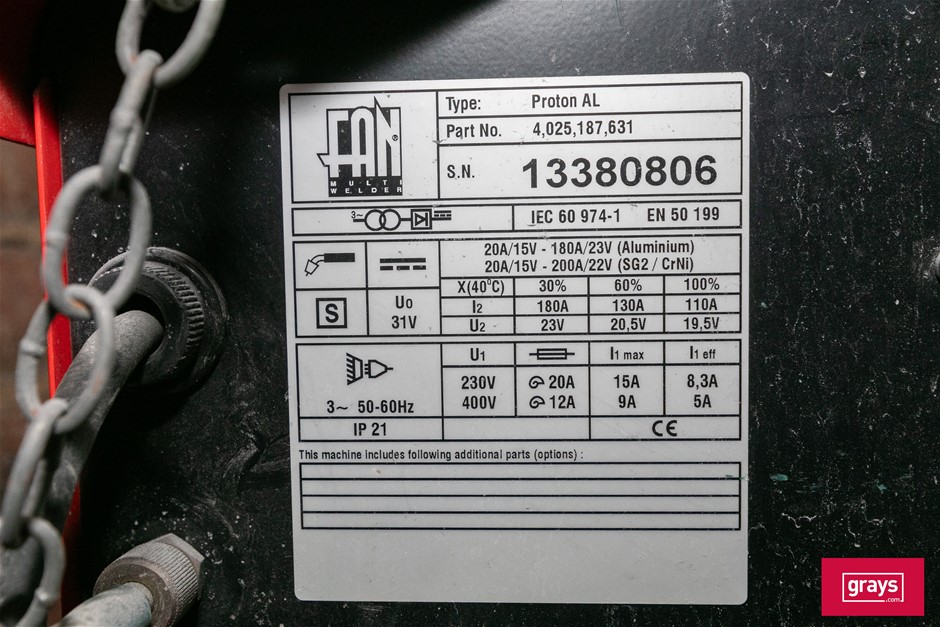 FAN®
MULTI
WELDER
Type: Proton AL
Part No. 4,025,187,631
S.N. 13380806
3~
IEC 60 974-1 EN 50 199
20A/15V - 180A/23V (Aluminium)
20A/15V - 200A/22V (SG2 / CrNi)
X(40°C) 30% 60% 100%
S
U0
31V
I2 180A 130A 110A
U2 23V 20,5V 19,5V
U1 I1 max I1 eff
230V 20A 15A 8,3A
400V 12A 9A 5A
3~ 50-60Hz
IP 21
CE
This machine includes following additional parts (options) :
grays
.com